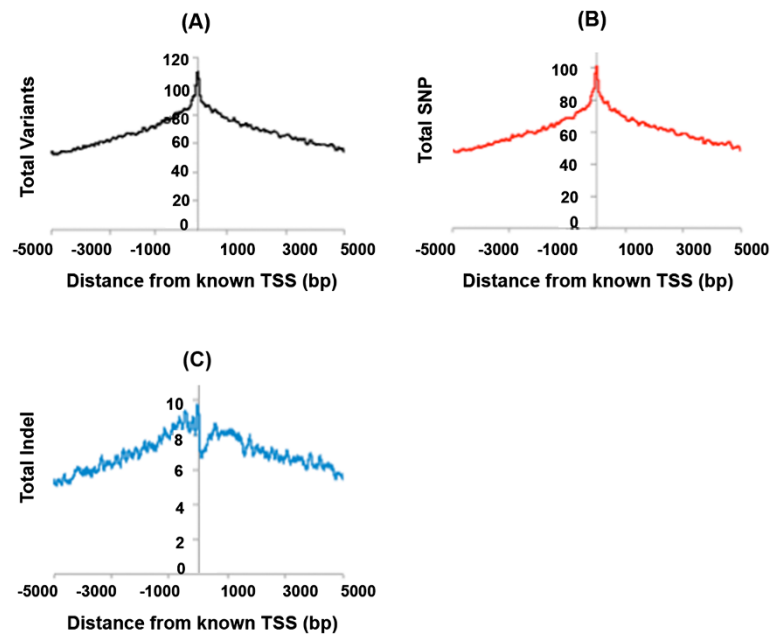 (A)
Total Variants
120
100
80
60
40
20
0
-5000 -3000 -1000 1000 3000 5000
Distance from known TSS (bp)
(B)
Total SNP
100
80
60
40
20
0
-5000 -3000 -1000 1000 3000 5000
Distance from known TSS (bp)
(C)
Total Indel
10
8
6
4
2
0
-5000 -3000 -1000 1000 3000 5000
Distance from known TSS (bp)